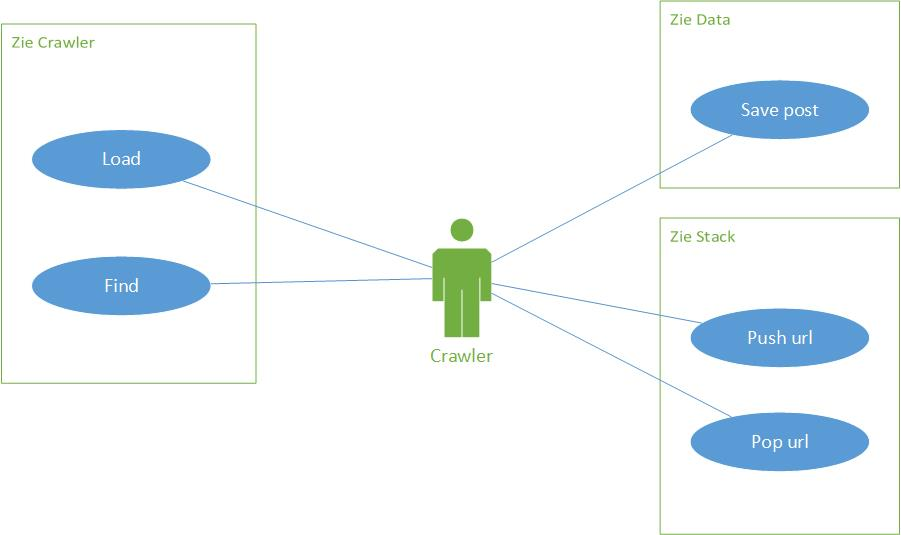 Zie Crawler
Load
Find
Crawler
Zie Data
Save post
Zie Stack
Push url
Pop url